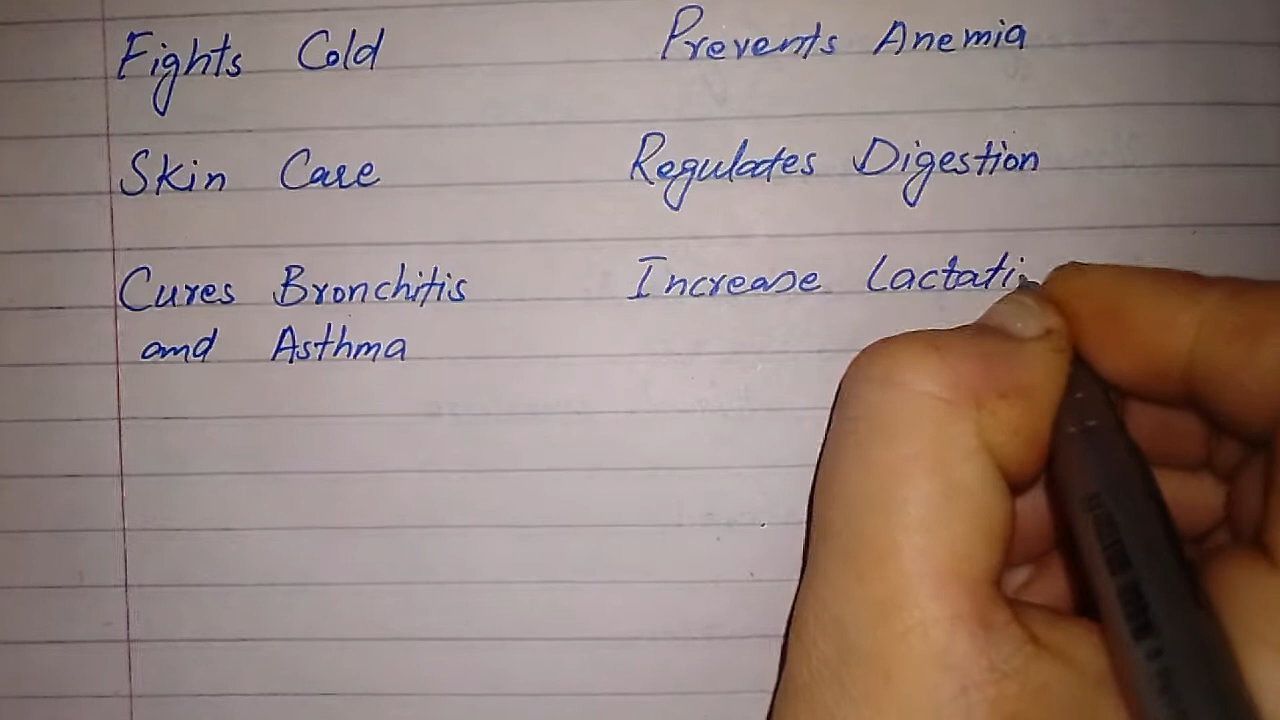 Fights Cold
Prevents Anemia
Skin Care
Regulates Digestion
Cures Bronchitis
and Asthma
Increase Lactati